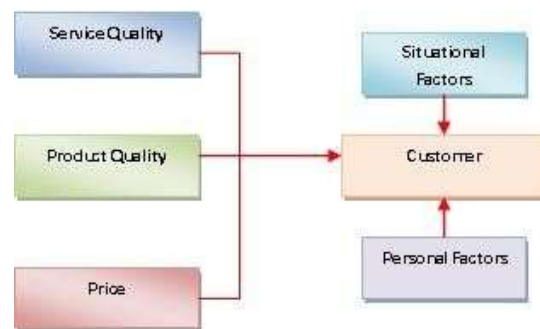 Service Quality
Situational
Factors
Product Quality
Customer
Personal Factors
Price